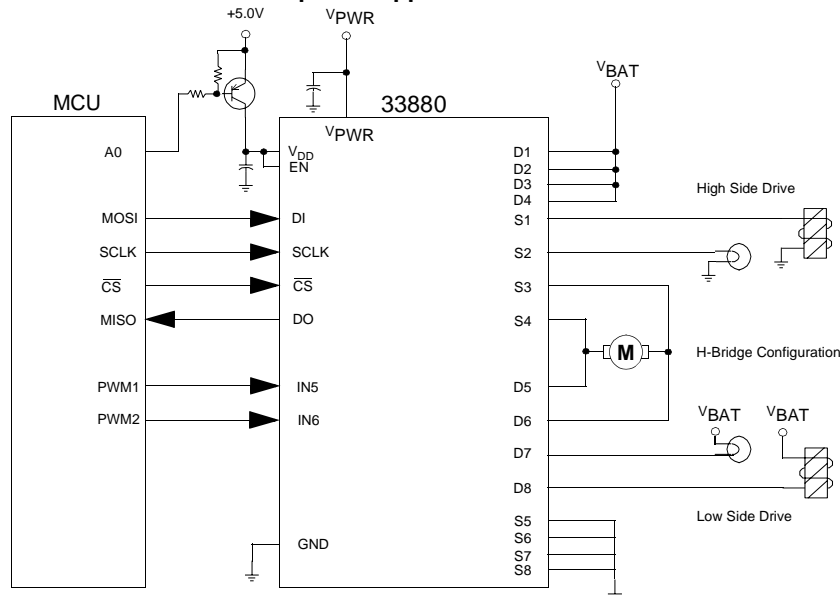 +5.0V
VPWR
VBAT
MCU
33880
VPWR
A0
VDD
EN
D1
D2
D3
D4
High Side Drive
MOSI
DI
S1
SCLK
SCLK
S2
CS
CS
S3
MISO
DO
S4
M
H-Bridge Configuration
PWM1
IN5
D5
PWM2
IN6
D6
VBAT
VBAT
D7
D8
Low Side Drive
S5
S6
GND
S7
S8